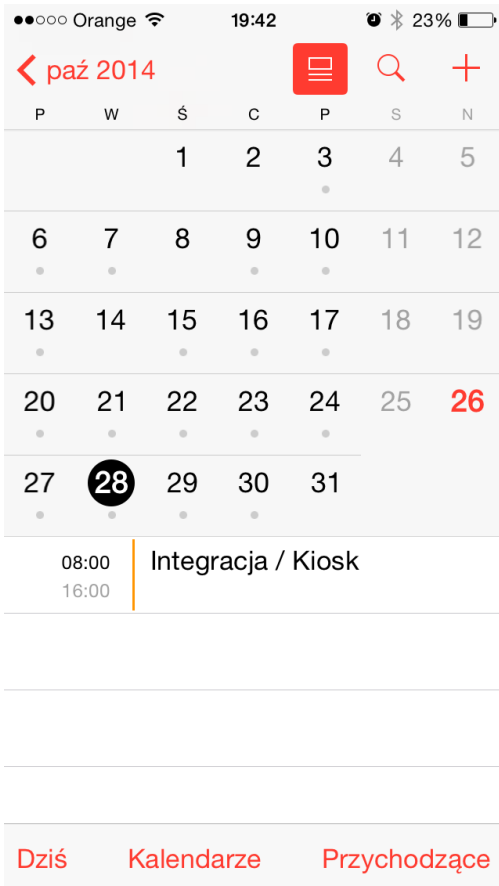 Orange 19:42 23%
paź 2014
P W Ś C P S N
1 2 3 4 5
6 7 8 9 10 11 12
13 14 15 16 17 18 19
20 21 22 23 24 25 26
27 28 29 30 31
08:00 Integracja / Kiosk
16:00
Dziś Kalendarze Przychodzące